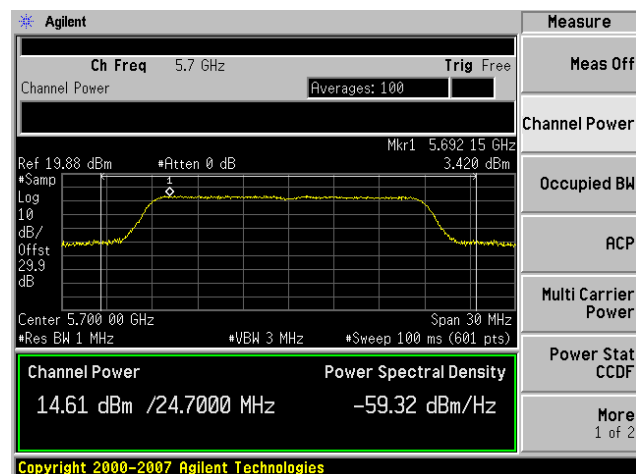 Agilent
Measure
Ch Freq 5.7 GHz Trig Free
Channel Power Averages: 100
Mkr1 5.692 15 GHz
Ref 19.88 dBm #Atten 0 dB 3.420 dBm
#Samp
Log
10
dB/
Offst
29.9
dB
1
Center 5.700 00 GHz Span 30 MHz
#Res BW 1 MHz #VBW 3 MHz #Sweep 100 ms (601 pts)
Channel Power Power Spectral Density
14.61 dBm /24.7000 MHz -59.32 dBm/Hz
Copyright 2000-2007 Agilent Technologies
Meas Off
Channel Power
Occupied BW
ACP
Multi Carrier
Power
Power Stat
CCDF
More
1 of 2